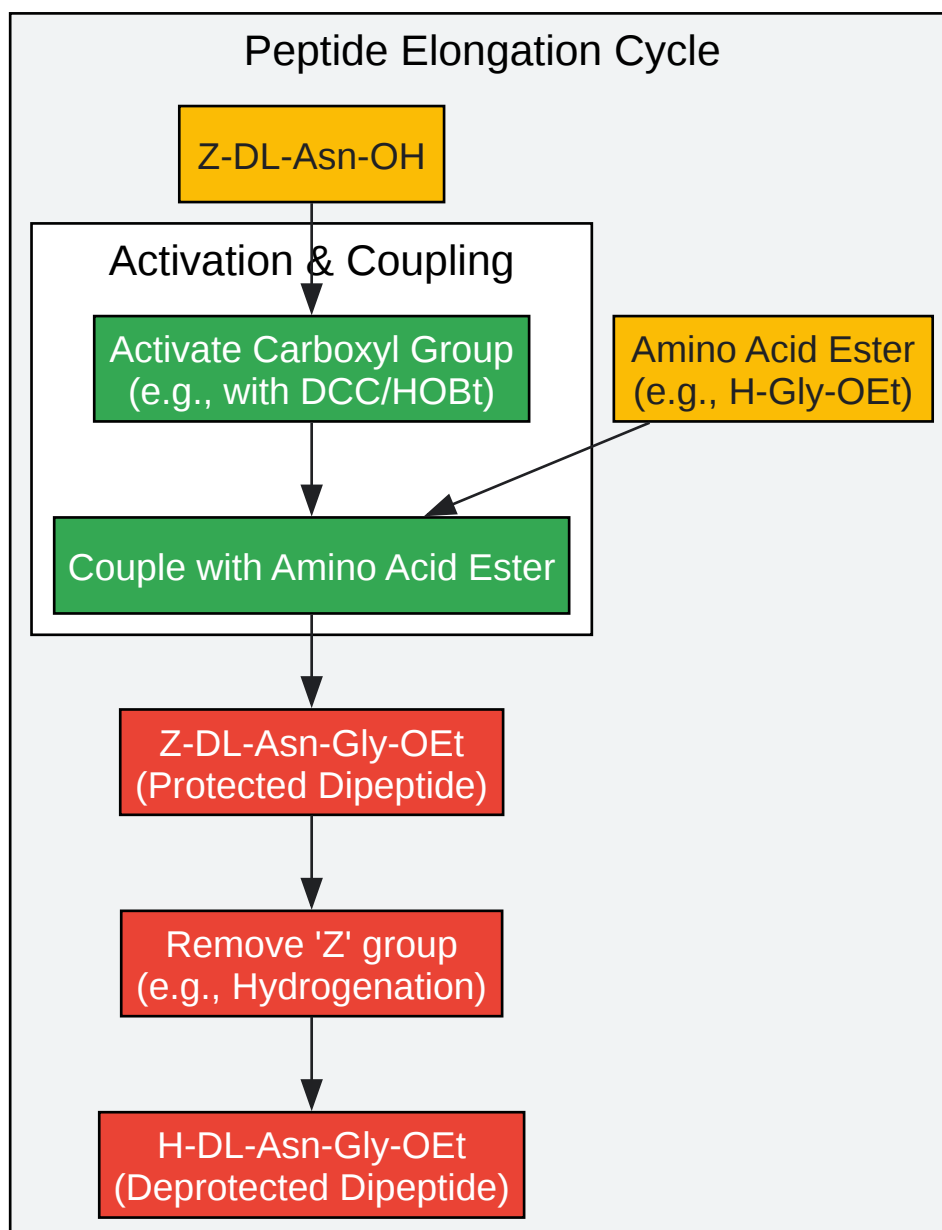 Peptide Elongation Cycle
Z-DL-Asn-OH
Activation & Coupling
Activate Carboxyl Group
(e.g., with DCC/HOBt)
Amino Acid Ester
(e.g., H-Gly-OEt)
Couple with Amino Acid Ester
Z-DL-Asn-Gly-OEt
(Protected Dipeptide)
Remove 'Z' group
(e.g., Hydrogenation)
H-DL-Asn-Gly-OEt
(Deprotected Dipeptide)